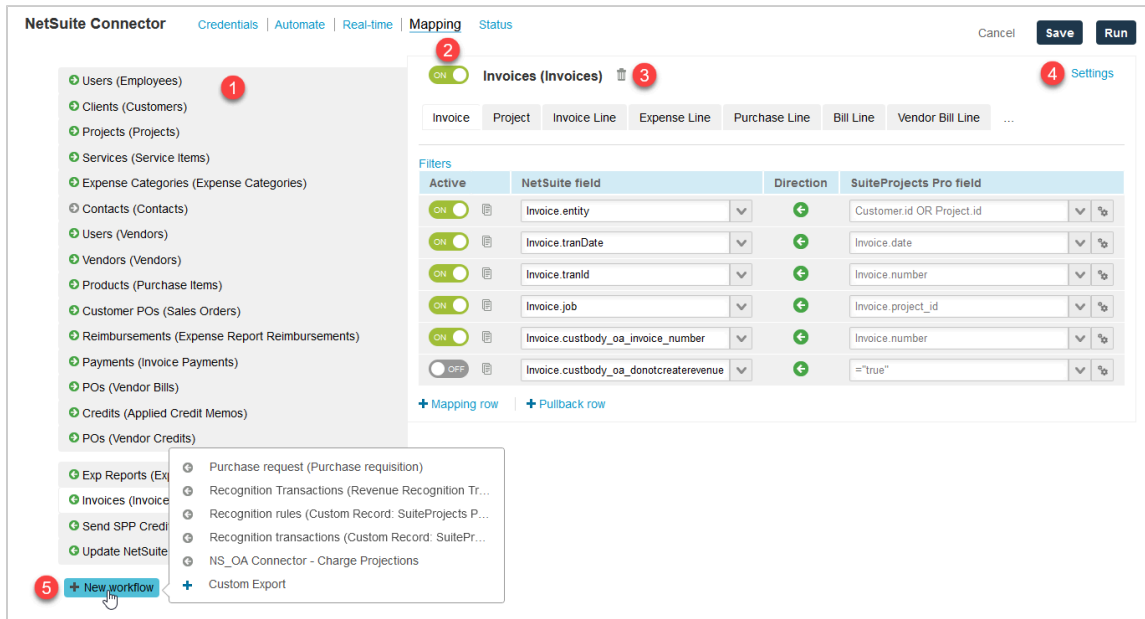 NetSuite Connector Credentials | Automate | Real-time | Mapping Status
Cancel Save Run
2
ON Invoices (Invoices) 3
4 Settings
1
Users (Employees)
Clients (Customers)
Projects (Projects)
Services (Service Items)
Expense Categories (Expense Categories)
Contacts (Contacts)
Users (Vendors)
Vendors (Vendors)
Products (Purchase Items)
Customer POs (Sales Orders)
Reimbursements (Expense Report Reimbursements)
Payments (Invoice Payments)
POs (Vendor Bills)
Credits (Applied Credit Memos)
POs (Vendor Credits)
Exp Reports (Ex
Invoices (Invoice
Send SPP Credi
Update NetSuite
5 + New workflow
Purchase request (Purchase requisition)
Recognition Transactions (Revenue Recognition Tr...
Recognition rules (Custom Record: SuiteProjects P...
Recognition transactions (Custom Record: SuitePr...
NS_OA Connector - Charge Projections
+ Custom Export
Invoice Project Invoice Line Expense Line Purchase Line Bill Line Vendor Bill Line ...
Filters
Active NetSuite field Direction SuiteProjects Pro field
ON Invoice.entity Customer.id OR Project.id
ON Invoice.tranDate Invoice.date
ON Invoice.tranId Invoice.number
ON Invoice.job Invoice.project_id
ON Invoice.custbody_oa_invoice_number Invoice.number
OFF Invoice.custbody_oa_donotcreaterevenue ="true"
+ Mapping row + Pullback row